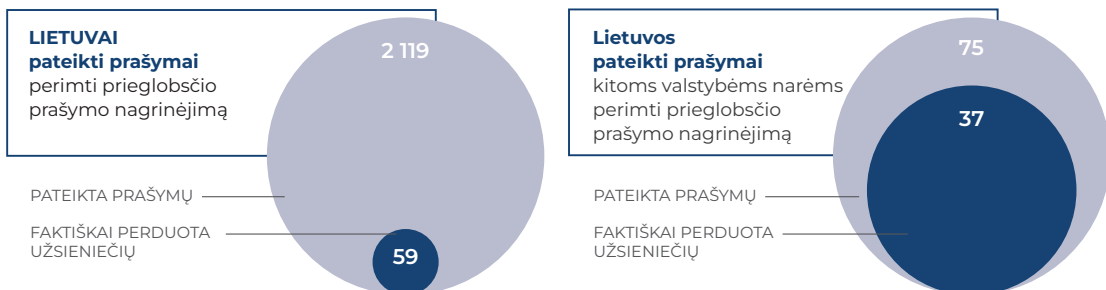 LIETUVAI
pateikti prašymai
perimti prieglobsčio
prašymo nagrinėjimą
2 119
PATEIKTA PRAŠYMŲ
FAKTIŠKAI PERDUOTA
UŽSIENIEČIŲ
59
Lietuvos
pateikti prašymai
kitoms valstybėms narėms
perimti prieglobsčio
prašymo nagrinėjimą
75
37
PATEIKTA PRAŠYMŲ
FAKTIŠKAI PERDUOTA
UŽSIENIEČIŲ